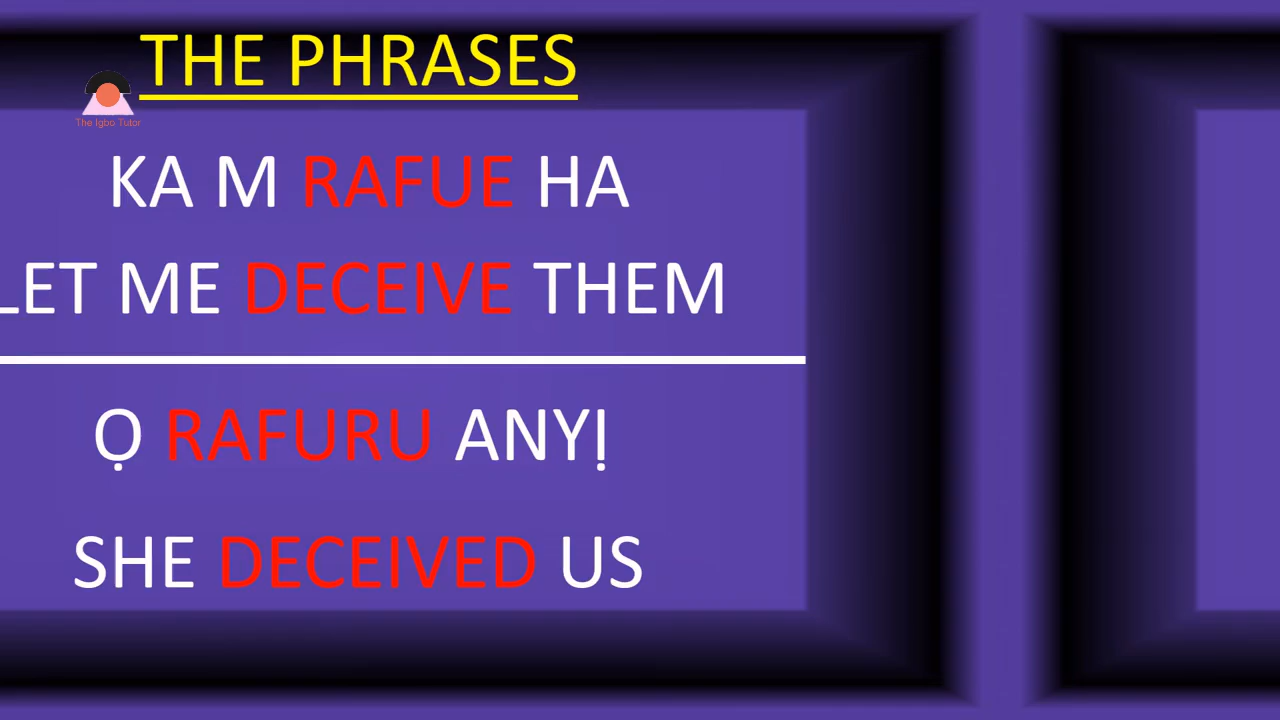 THE PHRASES
The Igbo Tutor
KA M RAFUE HA
LET ME DECEIVE THEM
Ọ RAFURU ANYỊ
SHE DECEIVED US